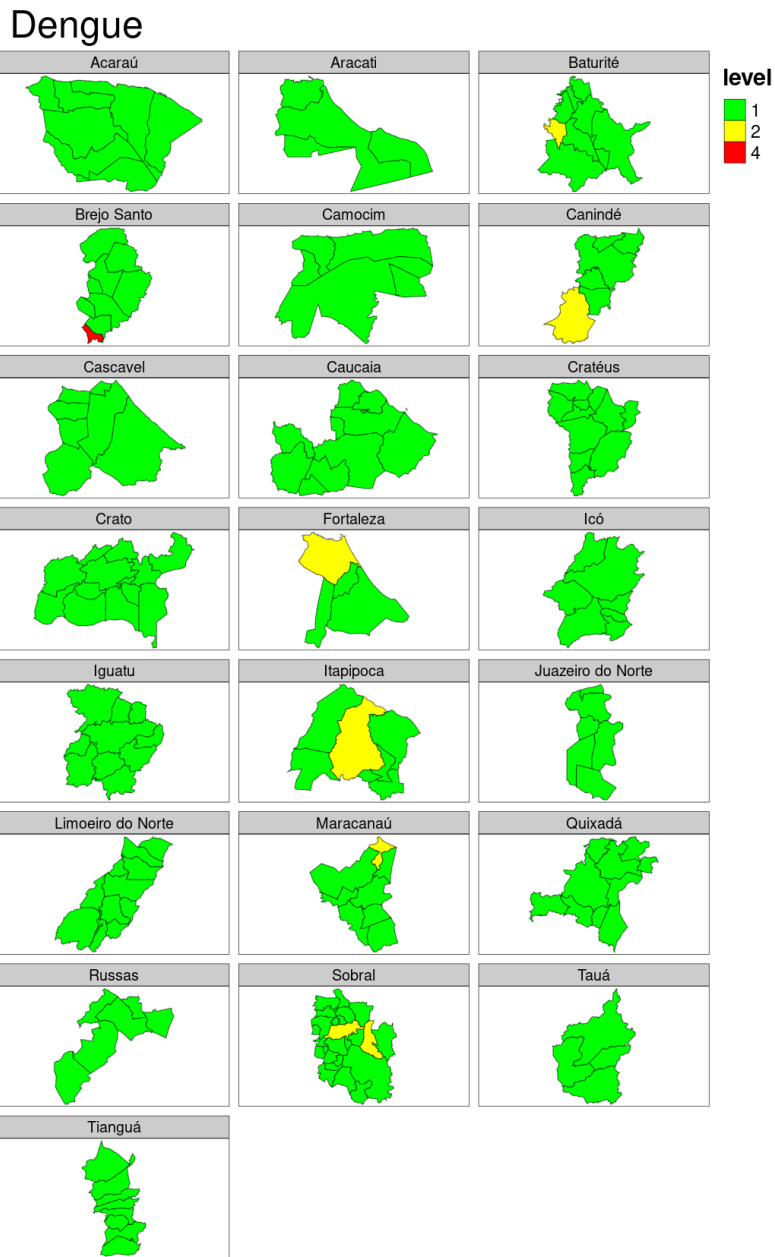 Dengue
Acaraú
Aracati
Baturité
level
1
2
4
Brejo Santo
Camocim
Canindé
Cascavel
Caucaia
Cratéus
Crato
Fortaleza
Icó
Iguatu
Itapipoca
Juazeiro do Norte
Limoeiro do Norte
Maracanaú
Quixadá
Russas
Sobral
Tauá
Tianguá